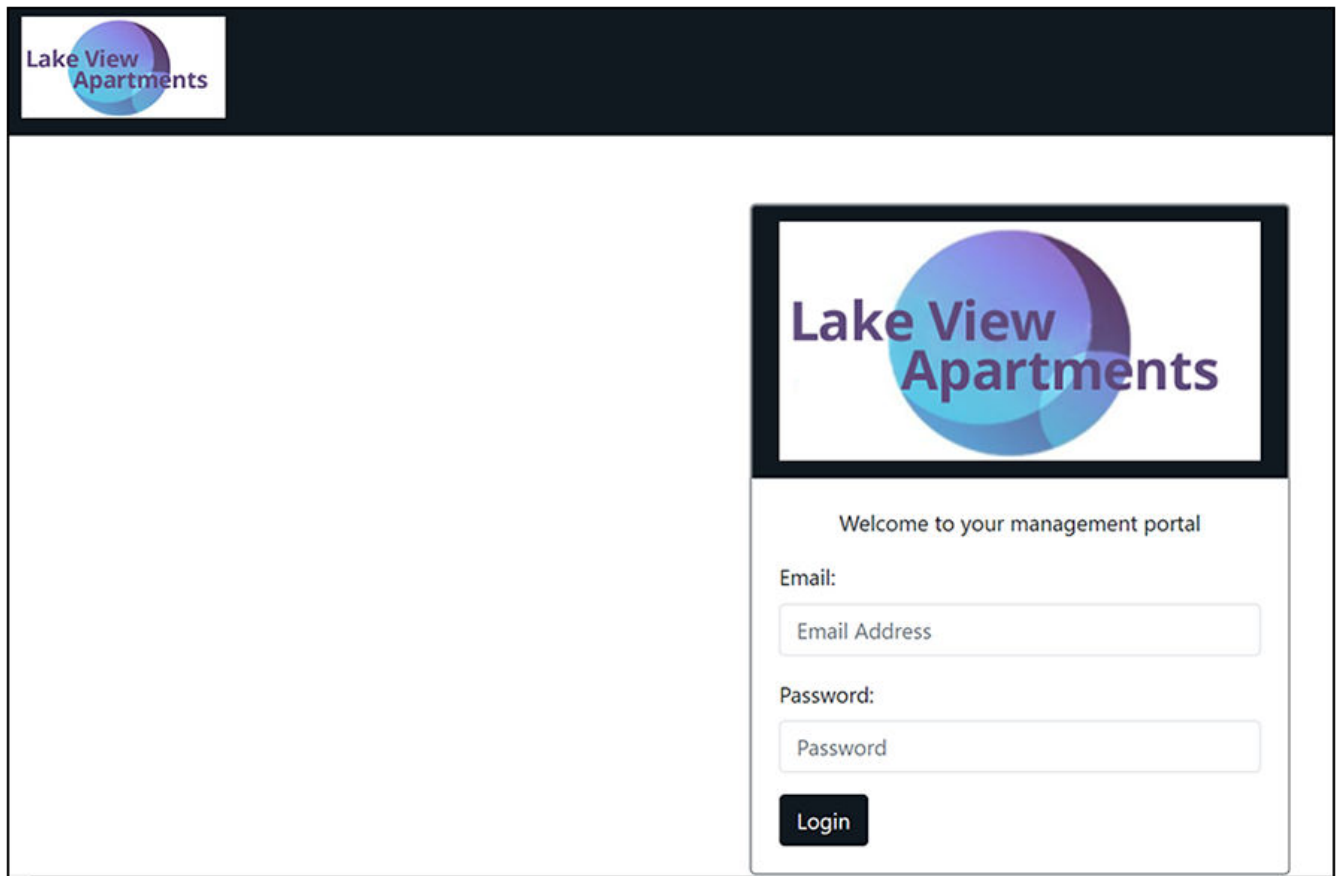 Lake View
Apartments
Lake View
Apartments
Welcome to your management portal
Email:
Email Address
Password:
Password
Login